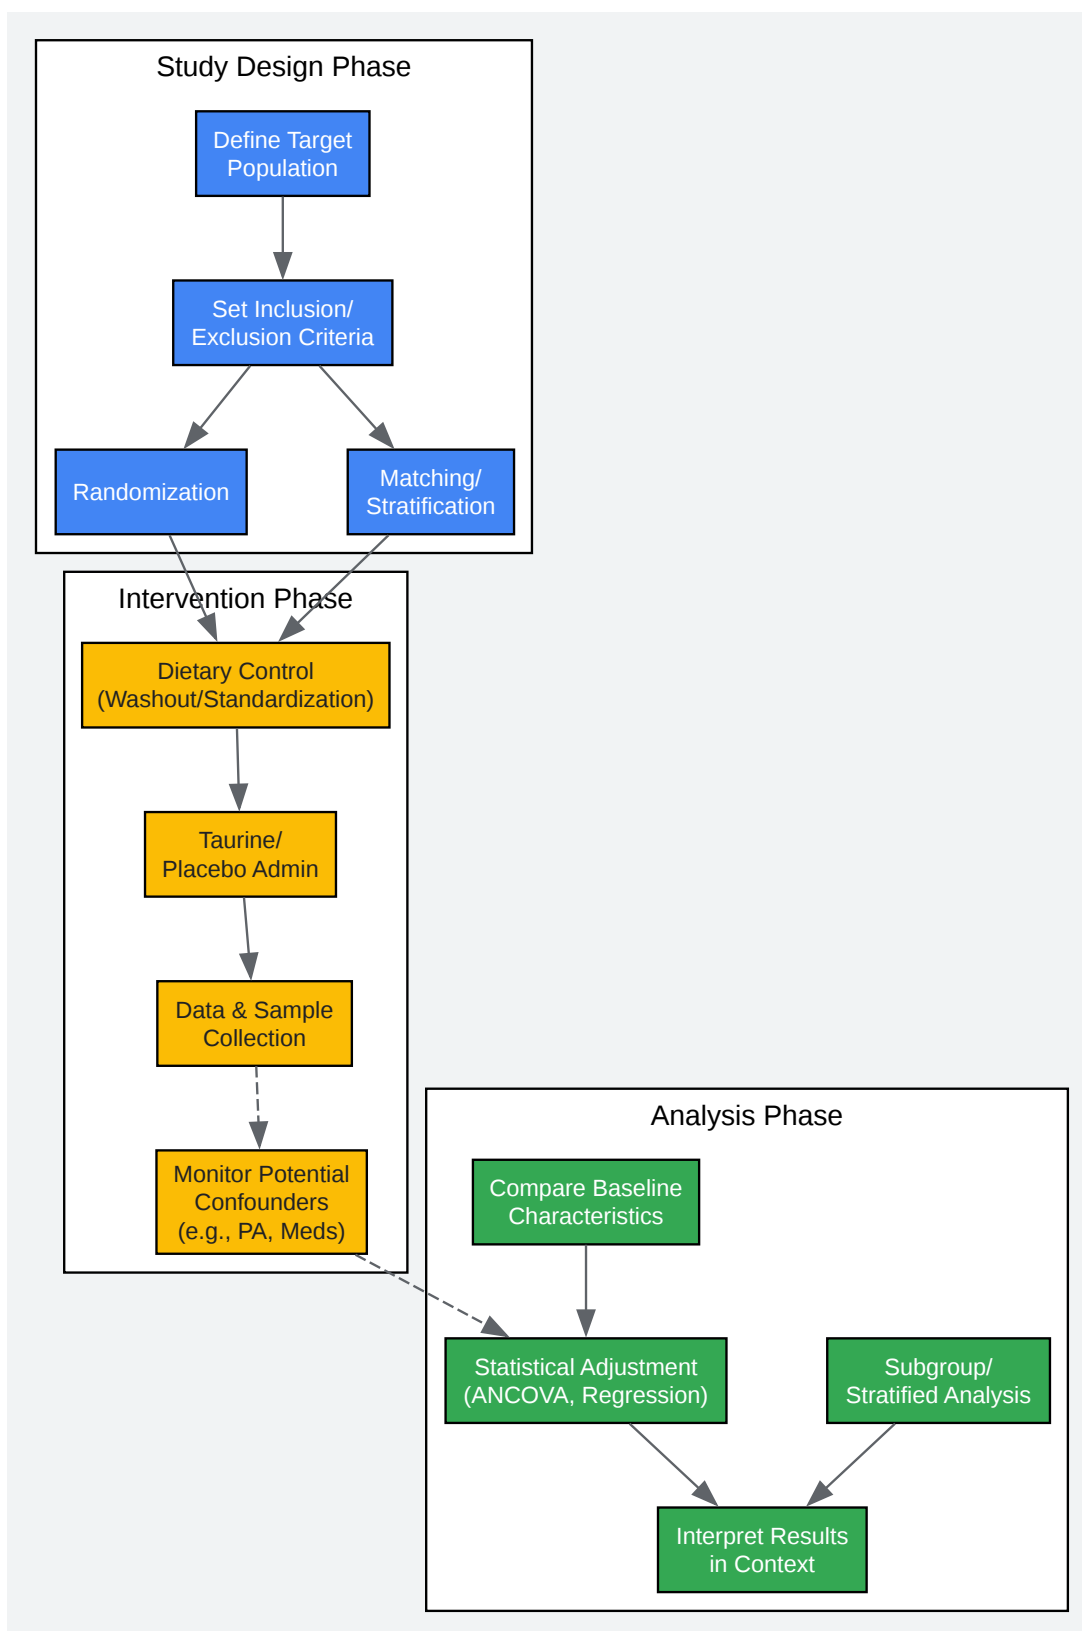 Study Design Phase
Define Target
Population
Set Inclusion/
Exclusion Criteria
Randomization
Matching/
Stratification
Intervention Phase
Dietary Control
(Washout/Standardization)
Taurine/
Placebo Admin
Data & Sample
Collection
Monitor Potential
Confounders
(e.g., PA, Meds)
Analysis Phase
Compare Baseline
Characteristics
Statistical Adjustment
(ANCOVA, Regression)
Subgroup/
Stratified Analysis
Interpret Results
in Context